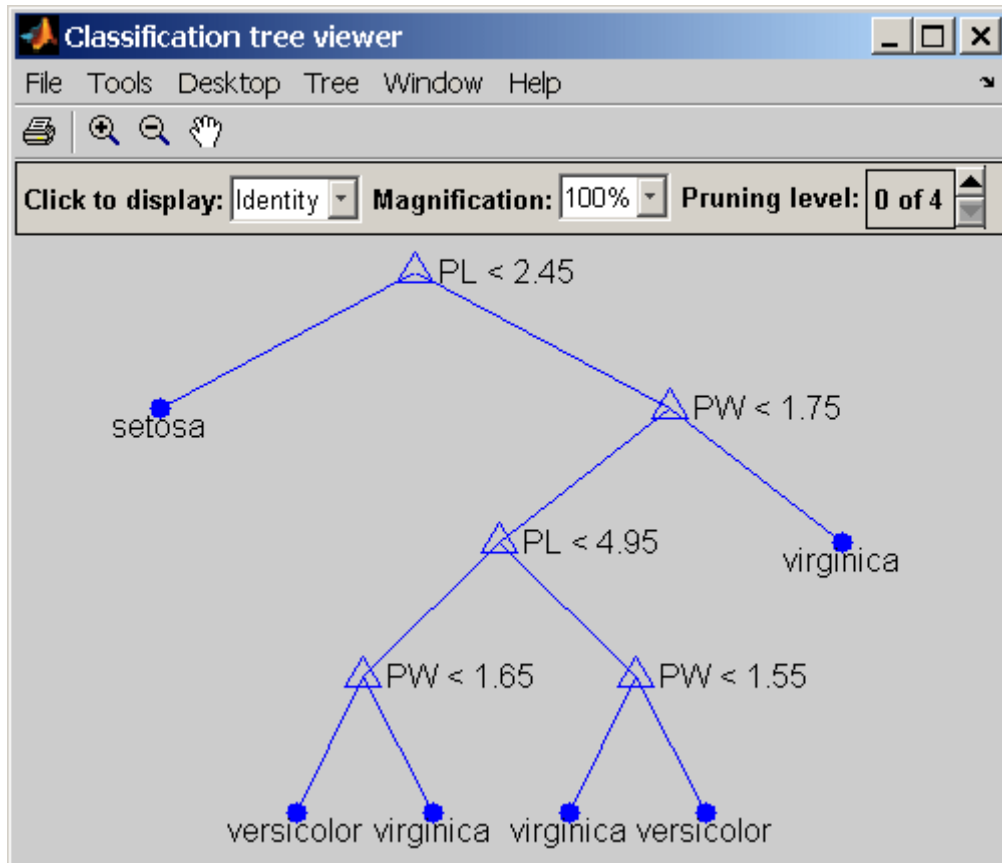 Classification tree viewer
File Tools Desktop Tree Window Help
Click to display: Identity Magnification: 100% Pruning level: 0 of 4
PL < 2.45
setosa
PW < 1.75
PL < 4.95
virginica
PW < 1.65
PW < 1.55
versicolor virginica virginica versicolor